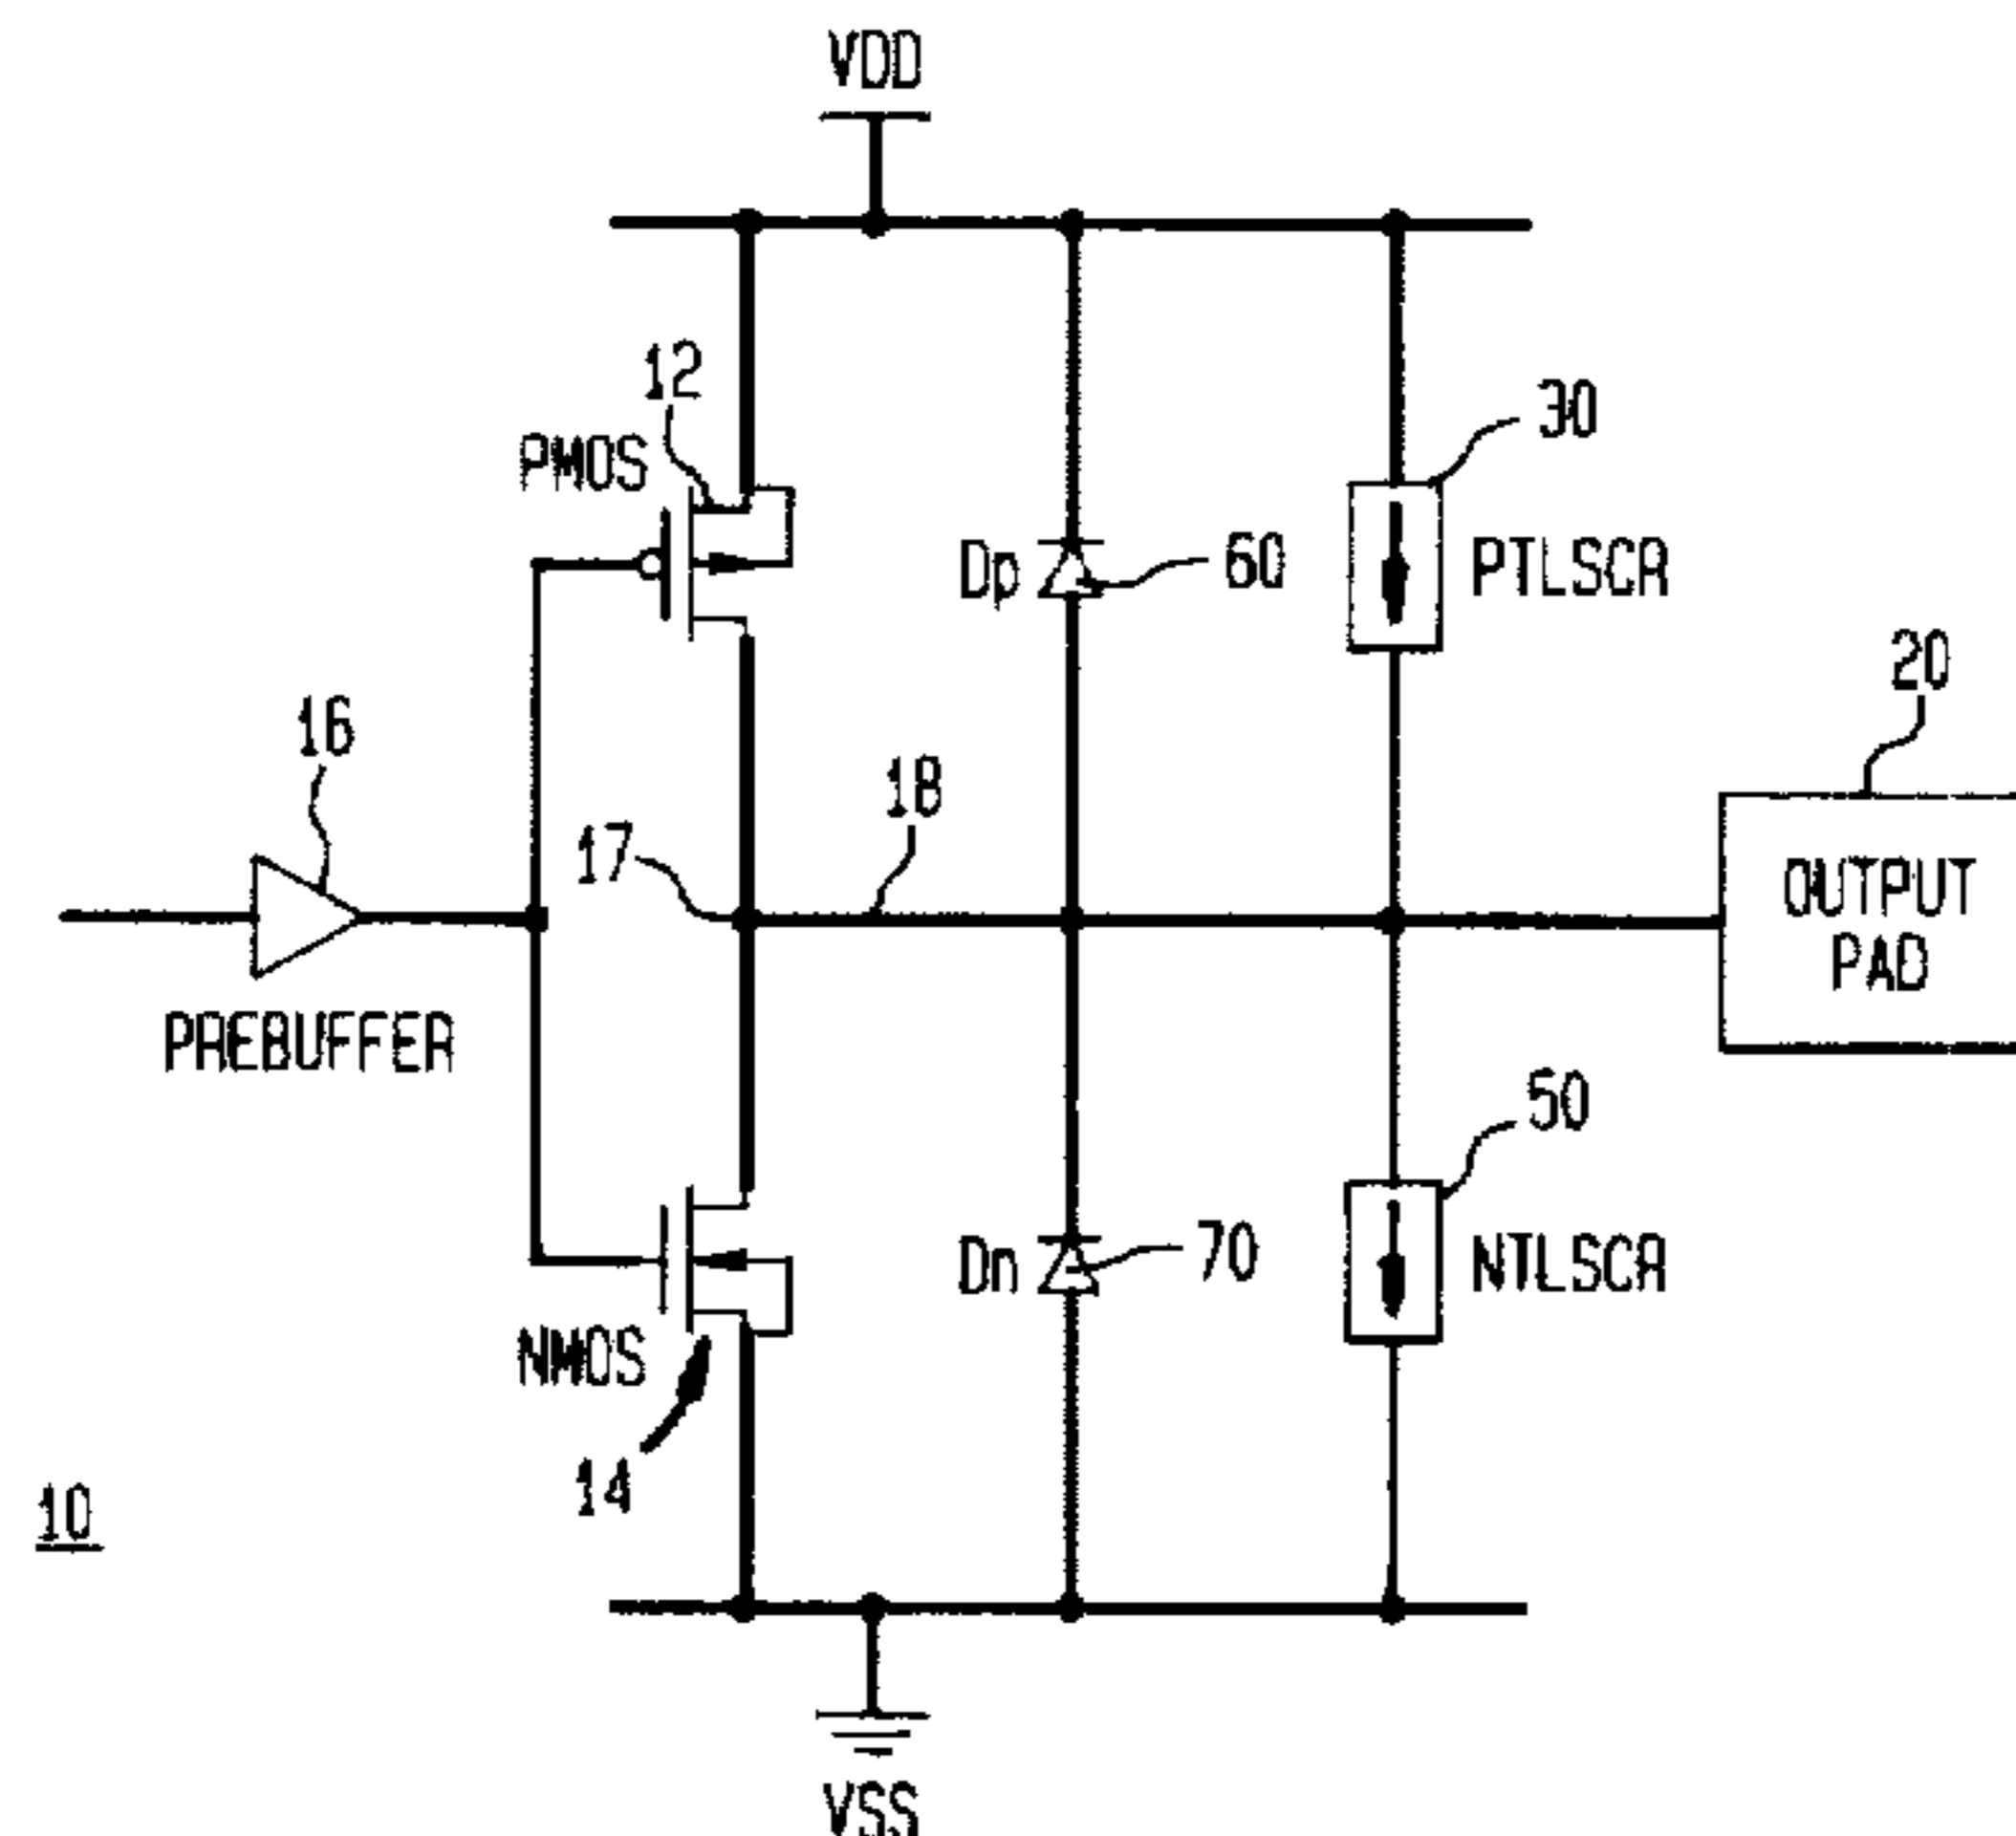 VDD
12
PMOS
30
Dp
60
PTLSCR
20
16
18
17
OUTPUT
PAD
PREBUFFER
50
Dn
70
NTLSCR
NMOS
14
10
VSS